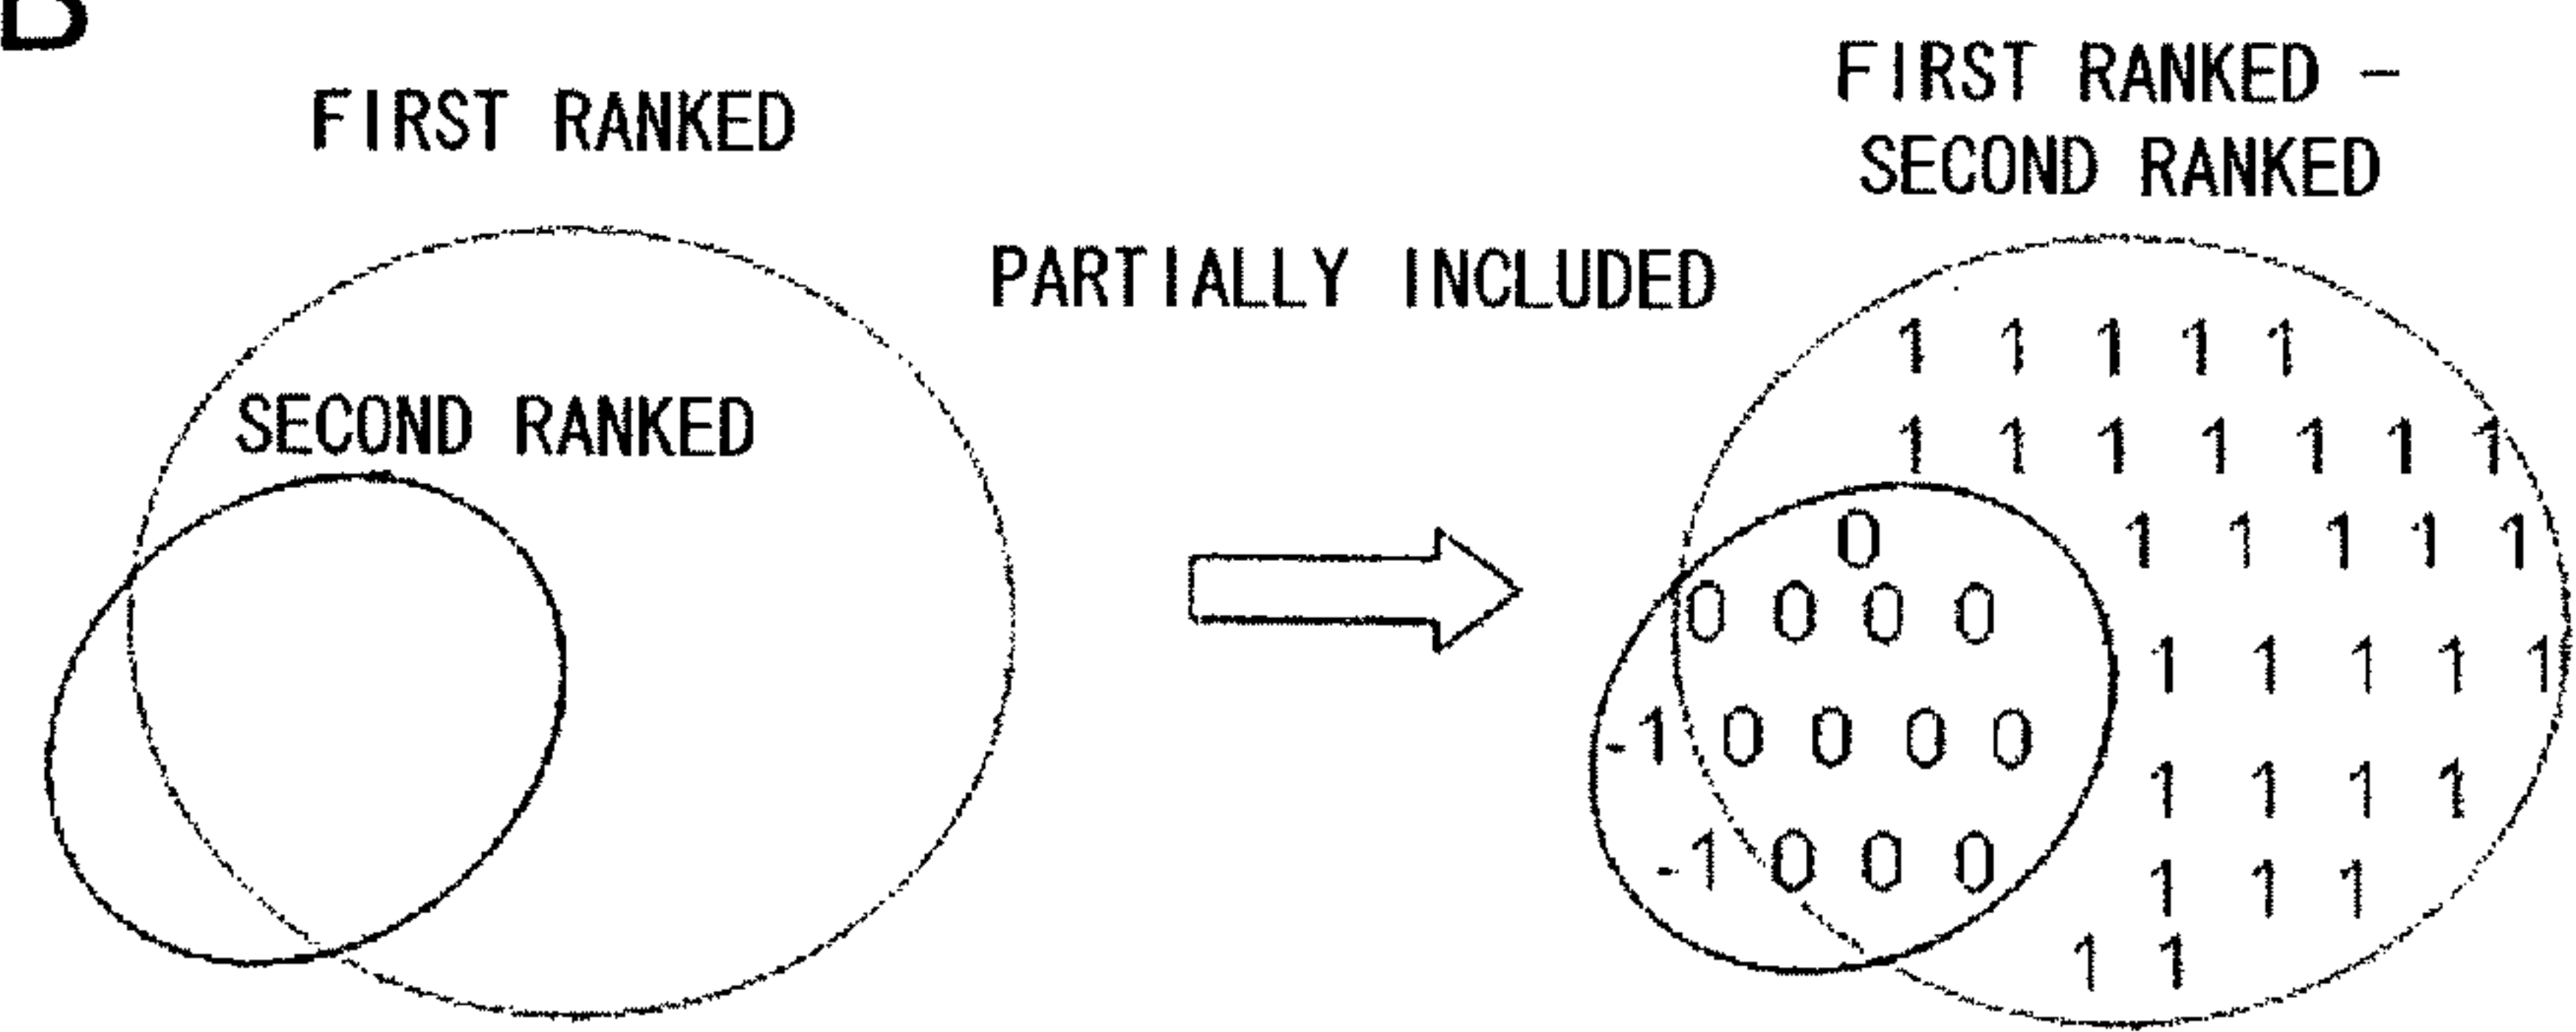 B
FIRST RANKED
SECOND RANKED
PARTIALLY INCLUDED
FIRST RANKED -
SECOND RANKED
1 1 1 1 1
1 1 1 1 1 1 1
0 1 1 1 1 1
0 0 0 0
1 1 1 1 1
-1 0 0 0 0
1 1 1 1
-1 0 0 0
1 1 1
1 1